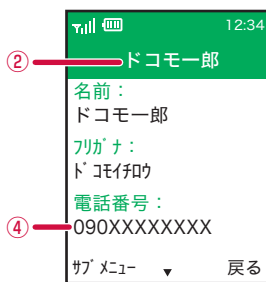 12:34
② ドコモ一郎
名前：
ドコモ一郎
ﾌﾘｶﾞﾅ：
ﾄﾞｺﾓｲﾁﾛｳ
電話番号：
④ 090XXXXXXXX
ｻﾌﾞﾒﾆｭｰ ▼ 戻る